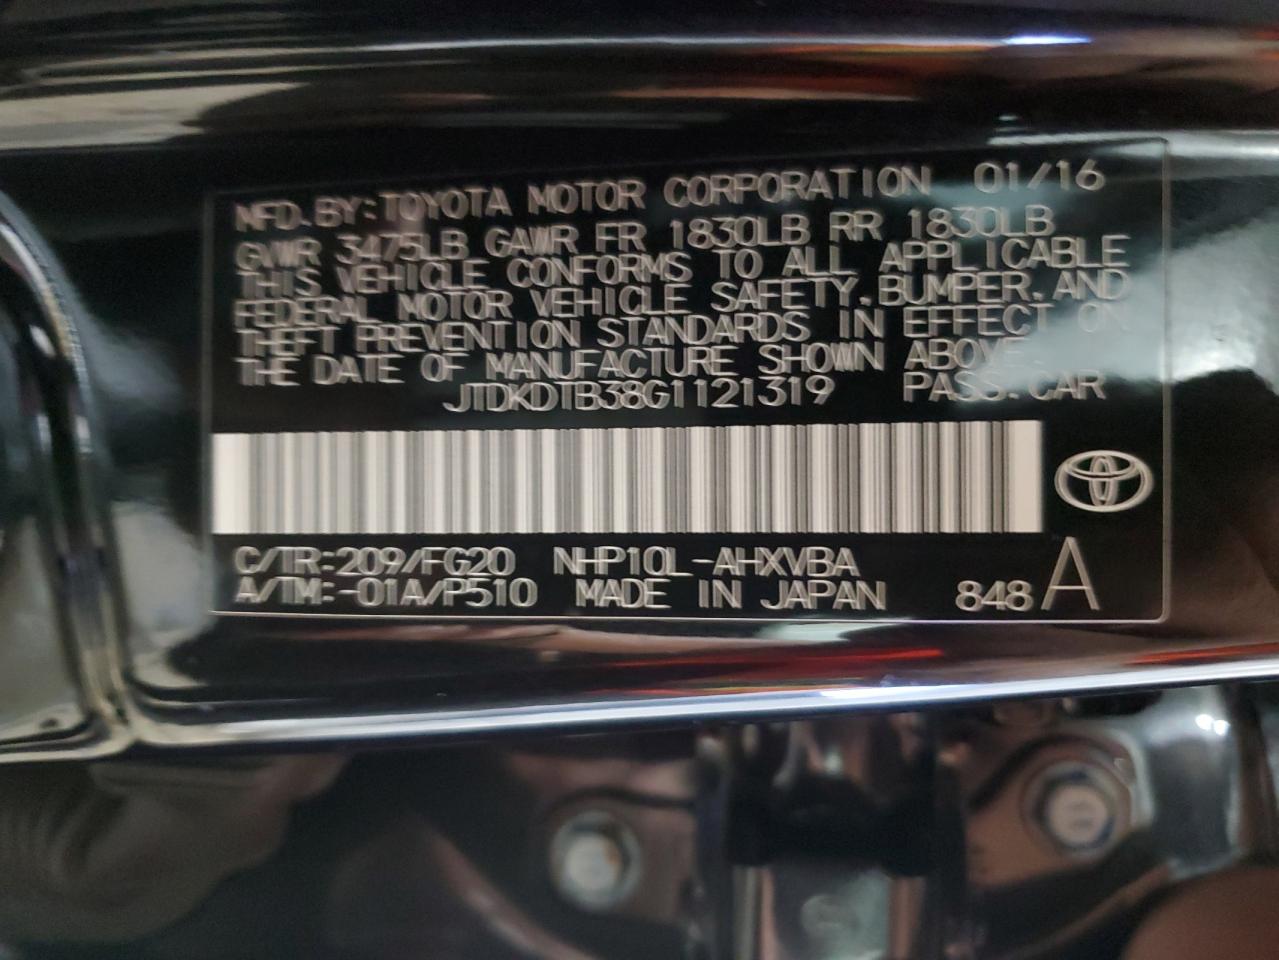 MFD.BY:TOYOTA MOTOR CORPORATION 01/16
GVWR 3475LB GAWR FR 1830LB RR 1830LB
THIS VEHICLE CONFORMS TO ALL APPLICABLE
FEDERAL MOTOR VEHICLE SAFETY,BUMPER,AND
THEFT PREVENTION STANDARDS IN EFFECT ON
THE DATE OF MANUFACTURE SHOWN ABOVE.
JTDKDTB38G1121319 PASS.CAR
C/TR:209/FG20 NHP10L-AHXVBA
A/TM:-01A/P510 MADE IN JAPAN 848 A